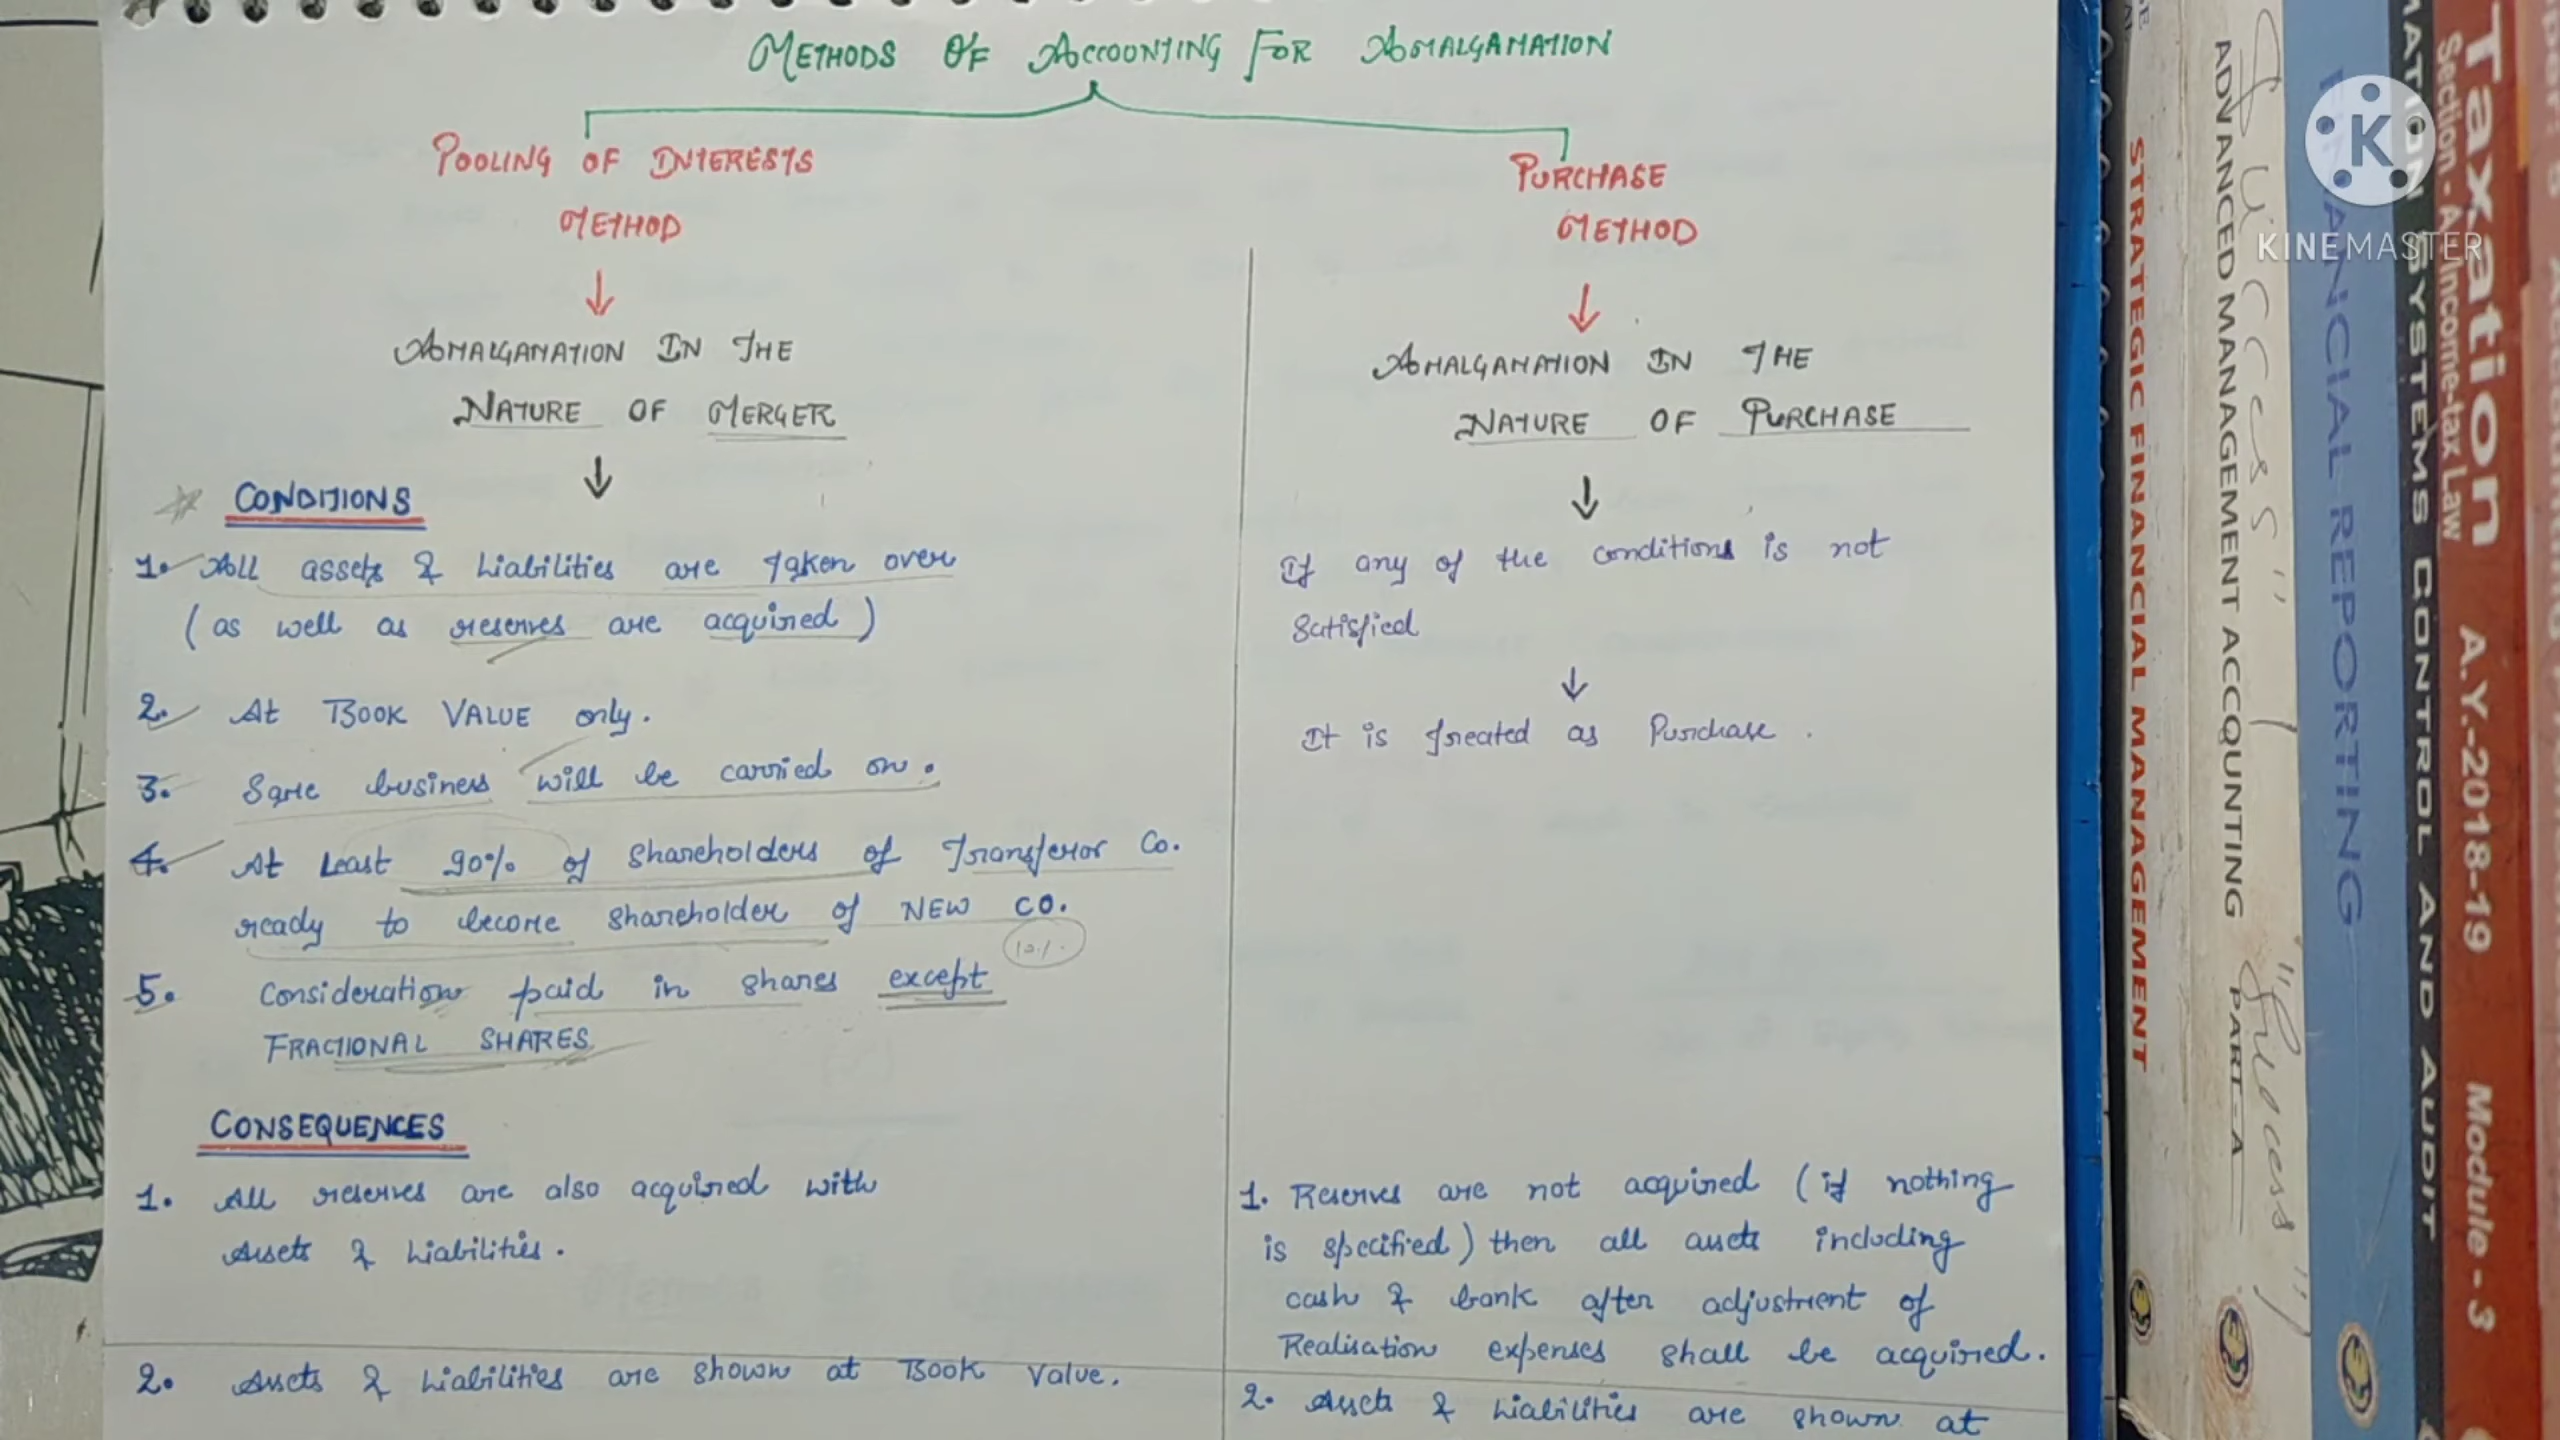 METHODS OF ACCOUNTING FOR AMALGAMATION
POOLING OF INTERESTS
METHOD
AMALGAMATION IN THE
NATURE OF MERGER
CONDITIONS
1. All assets & Liabilities are taken over
(as well as reserves are acquired)
2. At BOOK VALUE only.
3. Same business will be carried on.
4. At Least 90% of shareholders of Transferor Co.
ready to become shareholder of NEW CO.
10%.
5. Consideration paid in shares except
FRACTIONAL SHARES
CONSEQUENCES
1. All reserves are also acquired with
Assets & Liabilities.
2. Assets & Liabilities are shown at Book Value.
PURCHASE
METHOD
AMALGAMATION IN THE
NATURE OF PURCHASE
If any of the conditions is not
satisfied
It is treated as Purchase.
1. Reserves are not acquired (if nothing
is specified) then all assets including
cash & bank after adjustment of
Realisation expenses shall be acquired.
2. Assets & Liabilities are shown at
STRATEGIC FINANCIAL MANAGEMENT
ADVANCED MANAGEMENT ACCOUNTING PART-A
"Success"
FINANCIAL REPORTING
SYSTEMS CONTROL AND AUDIT
Taxation
Section - A: Income-tax Law
A.Y.-2018-19 Module - 3
K
KINEMASTER